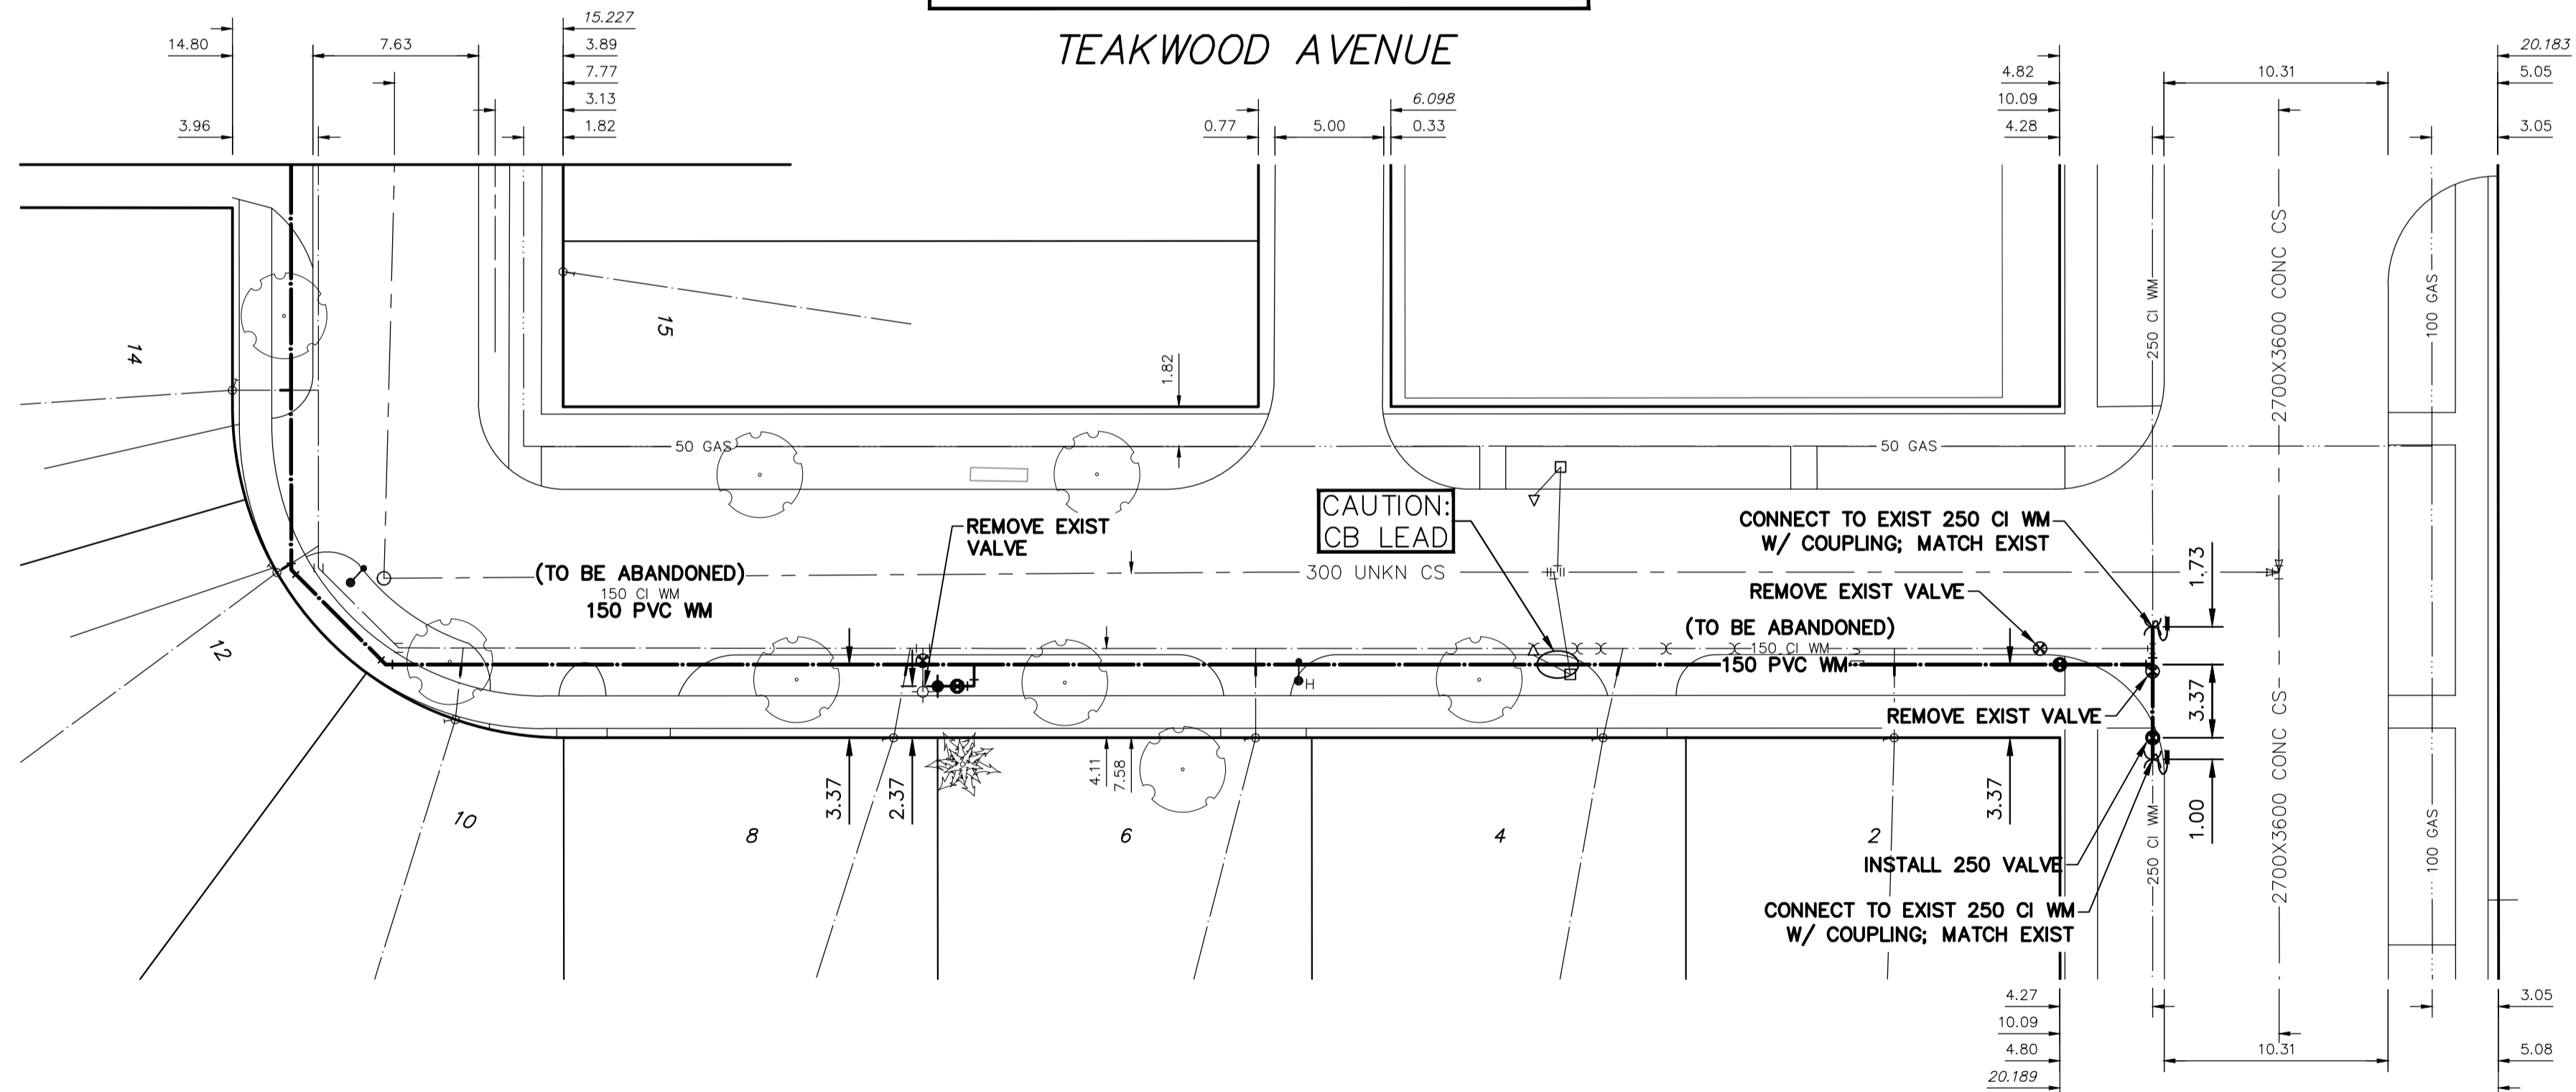 15.227
14.80
7.63
3.89
7.77
3.13
3.96
1.82
TEAKWOOD AVENUE
6.098
0.77
5.00
0.33
20.183
4.82
10.31
5.05
10.09
4.28
3.05
14
15
1.82
250 CI WM
2700X3600 CONC CS
100 GAS
50 GAS
50 GAS
CAUTION:
CB LEAD
REMOVE EXIST
VALVE
CONNECT TO EXIST 250 CI WM
W/ COUPLING; MATCH EXIST
1.73
(TO BE ABANDONED)
150 CI WM
150 PVC WM
300 UNKN CS
REMOVE EXIST VALVE
(TO BE ABANDONED)
150 CI WM
150 PVC WM
12
H
REMOVE EXIST VALVE
3.37
3.37
2.37
4.11
7.58
3.37
1.00
10
8
6
4
2
INSTALL 250 VALVE
250 CI WM
2700X3600 CONC CS
100 GAS
CONNECT TO EXIST 250 CI WM
W/ COUPLING; MATCH EXIST
4.27
3.05
10.09
4.80
10.31
5.08
20.189